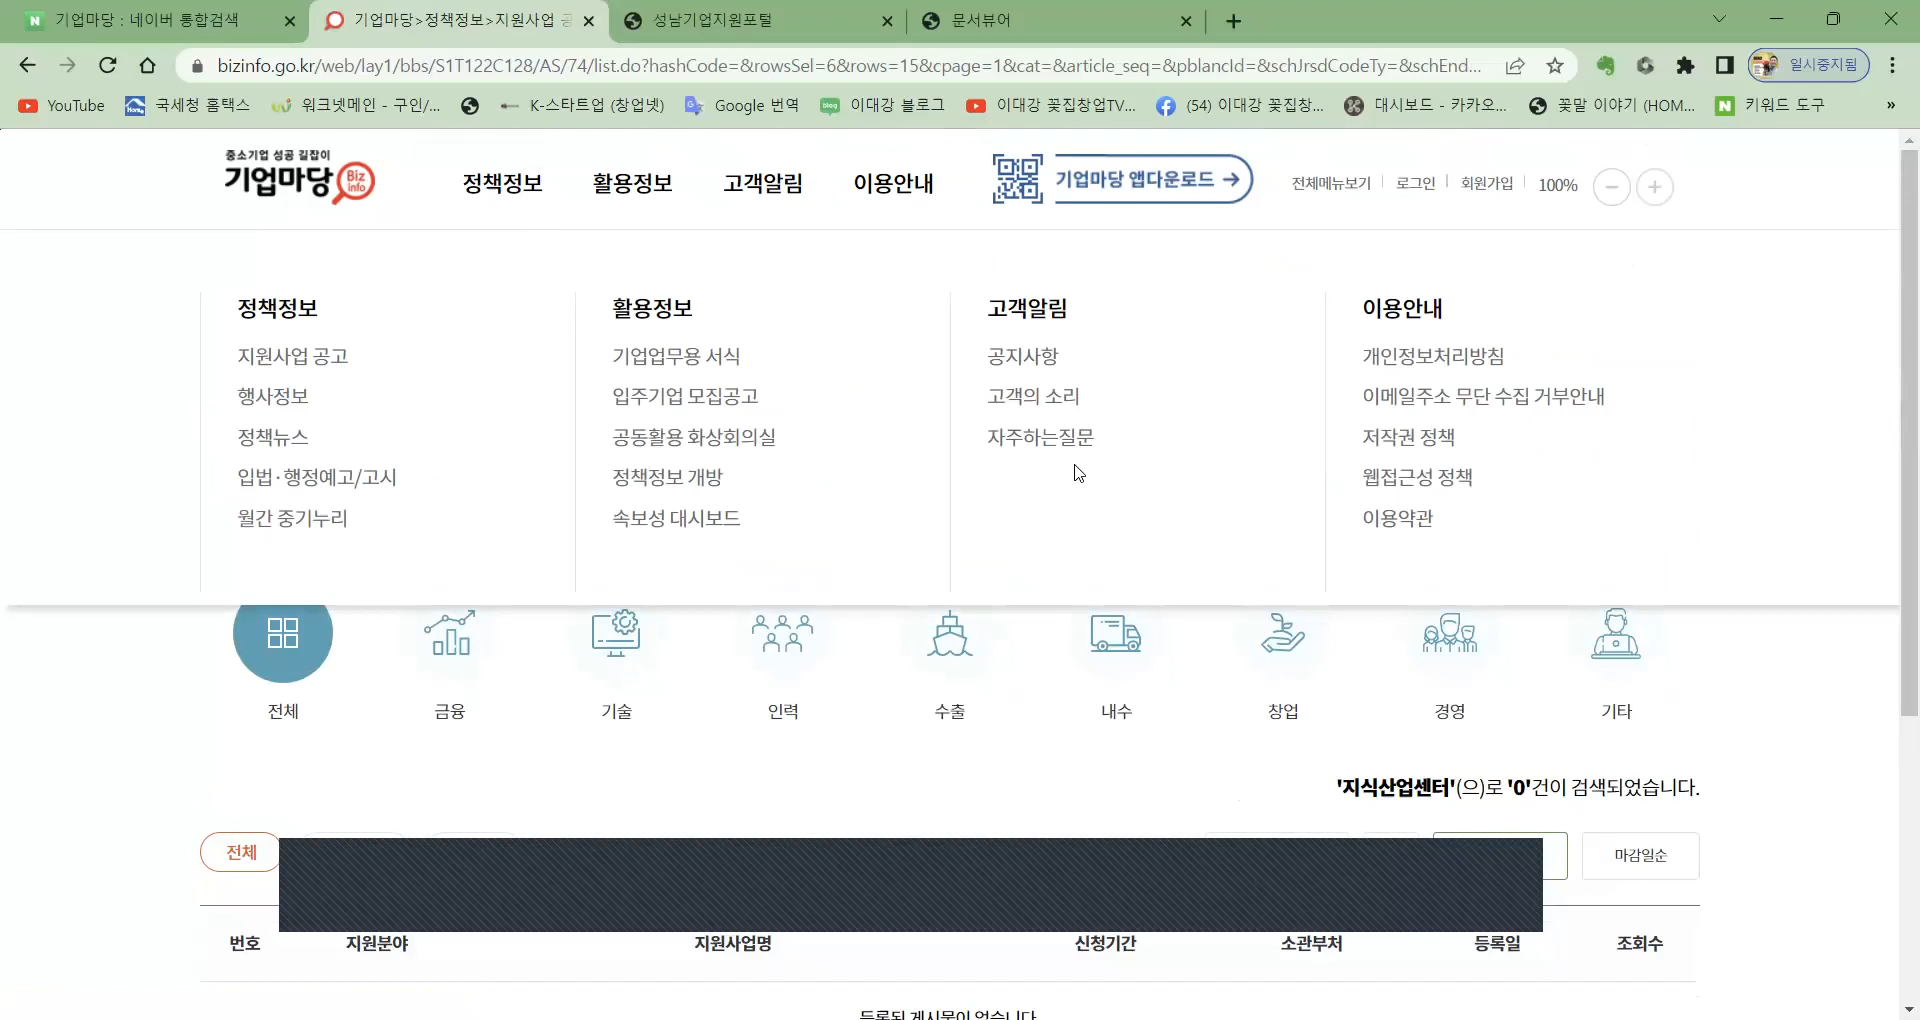 기업마당 : 네이버 통합검색
기업마당>정책정보>지원사업 공
성남기업지원포털
문서뷰어
bizinfo.go.kr/web/lay1/bbs/S1T122C128/AS/74/list.do?hashCode=&rowsSel=6&rows=15&cpage=1&cat=&article_seq=&pblancId=&schJrsdCodeTy=&schEnd...
일시중지됨
YouTube
국세청 홈택스
워크넷메인 - 구인/...
K-스타트업 (창업넷)
Google 번역
이대강 블로그
이대강 꽃집창업TV...
(54) 이대강 꽃집창...
대시보드 - 카카오...
꽃말 이야기 (HOM...
키워드 도구
중소기업 성공 길잡이
기업마당 Biz info
정책정보
활용정보
고객알림
이용안내
기업마당 앱다운로드 →
전체메뉴보기
로그인
회원가입
100%
정책정보
지원사업 공고
행사정보
정책뉴스
입법·행정예고/고시
월간 중기누리
활용정보
기업업무용 서식
입주기업 모집공고
공동활용 화상회의실
정책정보 개방
속보성 대시보드
고객알림
공지사항
고객의 소리
자주하는질문
이용안내
개인정보처리방침
이메일주소 무단 수집 거부안내
저작권 정책
웹접근성 정책
이용약관
전체
금융
기술
인력
수출
내수
창업
경영
기타
'지식산업센터'(으)로 '0'건이 검색되었습니다.
전체
마감일순
번호
지원분야
지원사업명
신청기간
소관부처
등록일
조회수
등록된 게시물이 없습니다